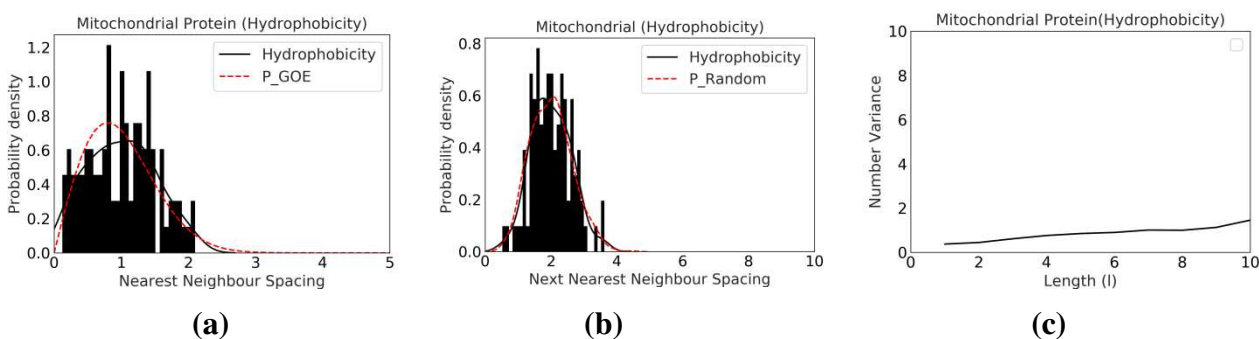 Mitochondrial Protein (Hydrophobicity)
1.2
1.0
0.8
0.6
0.4
0.2
0.0
Probability density
Hydrophobicity
P_GOE
0 1 2 3 4 5
Nearest Neighbour Spacing
(a)
Mitochondrial (Hydrophobicity)
0.8
0.6
0.4
0.2
0.0
Probability density
Hydrophobicity
P_Random
0 2 4 6 8 10
Next Nearest Neighbour Spacing
(b)
Mitochondrial Protein(Hydrophobicity)
10
8
6
4
2
0
Number Variance
0 2 4 6 8 10
Length (l)
(c)